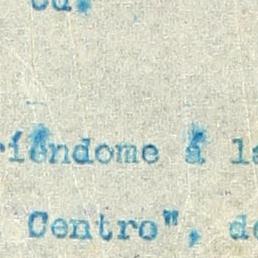 riéndome á la
Centro", de